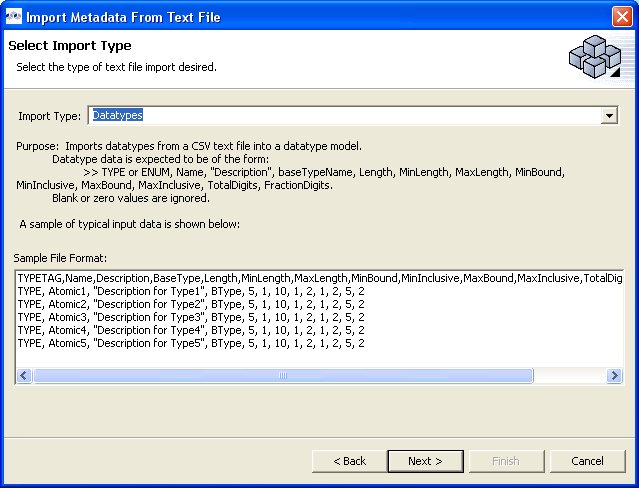 Import Metadata From Text File
Select Import Type
Select the type of text file import desired.
Import Type: Datatypes
Purpose:  Imports datatypes from a CSV text file into a datatype model.
Datatype data is expected to be of the form:
>> TYPE or ENUM, Name, "Description", baseTypeName, Length, MinLength, MaxLength, MinBound,
MinInclusive, MaxBound, MaxInclusive, TotalDigits, FractionDigits.
Blank or zero values are ignored.
A sample of typical input data is shown below:
Sample File Format:
TYPETAG,Name,Description,BaseType,Length,MinLength,MaxLength,MinBound,MinInclusive,MaxBound,MaxInclusive,TotalDig
TYPE, Atomic1, "Description for Type1", BType, 5, 1, 10, 1, 2, 1, 2, 5, 2
TYPE, Atomic2, "Description for Type2", BType, 5, 1, 10, 1, 2, 1, 2, 5, 2
TYPE, Atomic3, "Description for Type3", BType, 5, 1, 10, 1, 2, 1, 2, 5, 2
TYPE, Atomic4, "Description for Type4", BType, 5, 1, 10, 1, 2, 1, 2, 5, 2
TYPE, Atomic5, "Description for Type5", BType, 5, 1, 10, 1, 2, 1, 2, 5, 2
< Back
Next >
Finish
Cancel